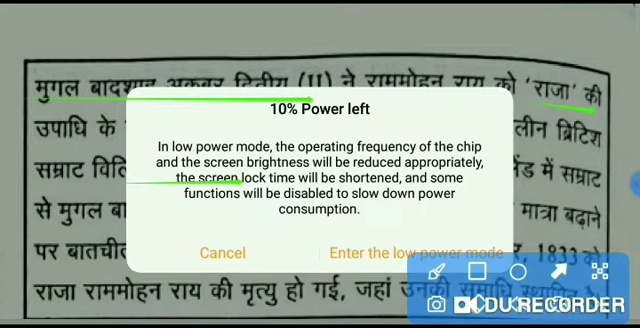 मुगल बादशाह अकबर द्वितीय (II) ने राममोहन राय को 'राजा' की
10% Power left
उपाधि के
लीन ब्रिटिश
In low power mode, the operating frequency of the chip
and the screen brightness will be reduced appropriately,
the screen lock time will be shortened, and some
functions will be disabled to slow down power
consumption.
सम्राट
में सम्राट
से मुगल
मात्रा बढ़ाने
Cancel
Enter the low power mode
पर
1833 को
राजा राममोहन राय की मृत्यु हो गई, जहां उनकी समाधि
DU RECORDER